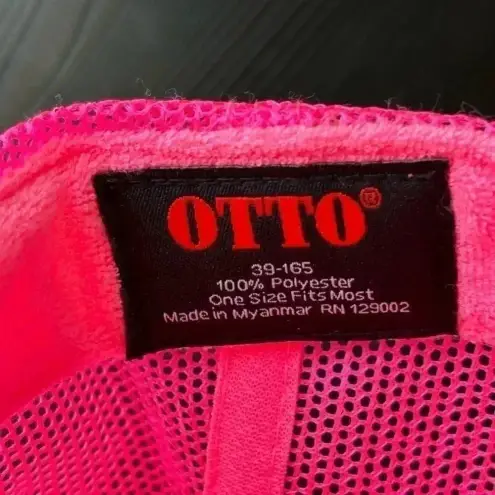 OTTO®
39-165
100% Polyester
One Size Fits Most
Made in Myanmar RN 129002